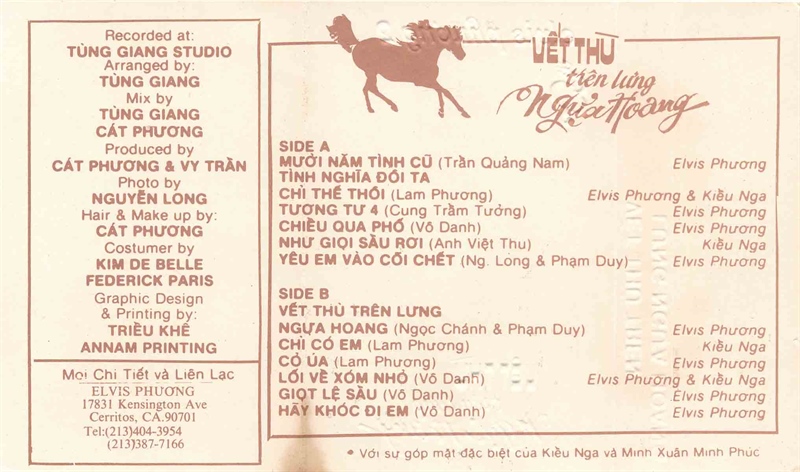 Recorded at:
TÙNG GIANG STUDIO
Arranged by:
TÙNG GIANG
Mix by
TÙNG GIANG
CÁT PHƯƠNG
Produced by
CÁT PHƯƠNG & VY TRẦN
Photo by
NGUYỄN LONG
Hair & Make up by:
CÁT PHƯƠNG
Costumer by
KIM DE BELLE
FEDERICK PARIS
Graphic Design
& Printing by:
TRIỀU KHÊ
ANNAM PRINTING
Mọi Chi Tiết và Liên Lạc
ELVIS PHƯƠNG
17831 Kensington Ave
Cerritos, CA.90701
Tel:(213)404-3954
(213)387-7166
VẾT THÙ
trên lưng
Ngựa Hoang
SIDE A
MƯỜI NĂM TÌNH CŨ (Trần Quảng Nam) Elvis Phương
TÌNH NGHĨA ĐÔI TA
CHỈ THẾ THÔI (Lam Phương) Elvis Phương & Kiều Nga
TƯƠNG TƯ 4 (Cung Trầm Tưởng) Elvis Phương
CHIỀU QUA PHỐ (Vô Danh) Elvis Phương
NHƯ GIỌI SẦU RƠI (Anh Việt Thu) Kiều Nga
YÊU EM VÀO CÕI CHẾT (Ng. Long & Phạm Duy) Elvis Phương
SIDE B
VẾT THÙ TRÊN LƯNG
NGỰA HOANG (Ngọc Chánh & Phạm Duy) Elvis Phương
CHỈ CÓ EM (Lam Phương) Kiều Nga
CỎ ÚA (Lam Phương) Elvis Phương
LỐI VỀ XÓM NHỎ (Vô Danh) Elvis Phương & Kiều Nga
GIỌT LỆ SẦU (Vô Danh) Elvis Phương
HÃY KHÓC ĐI EM (Vô Danh) Elvis Phương
• Với sự góp mặt đặc biệt của Kiều Nga và Minh Xuân Minh Phúc